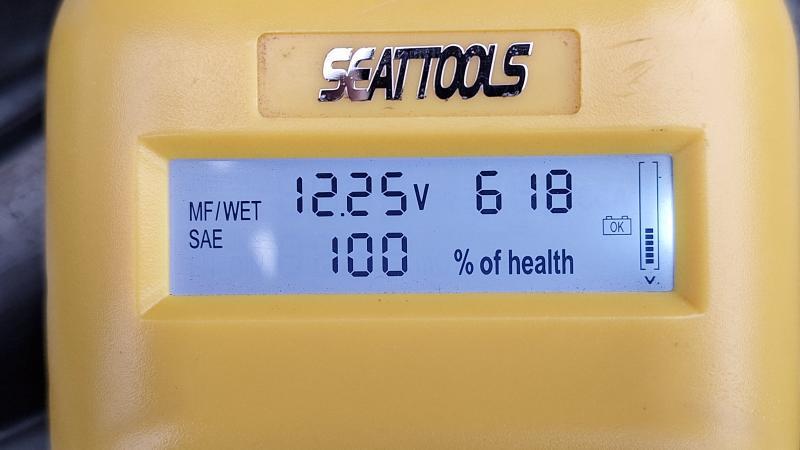 SEATTOOLS
MF/WET 12.25V 618
SAE 100 % of health OK